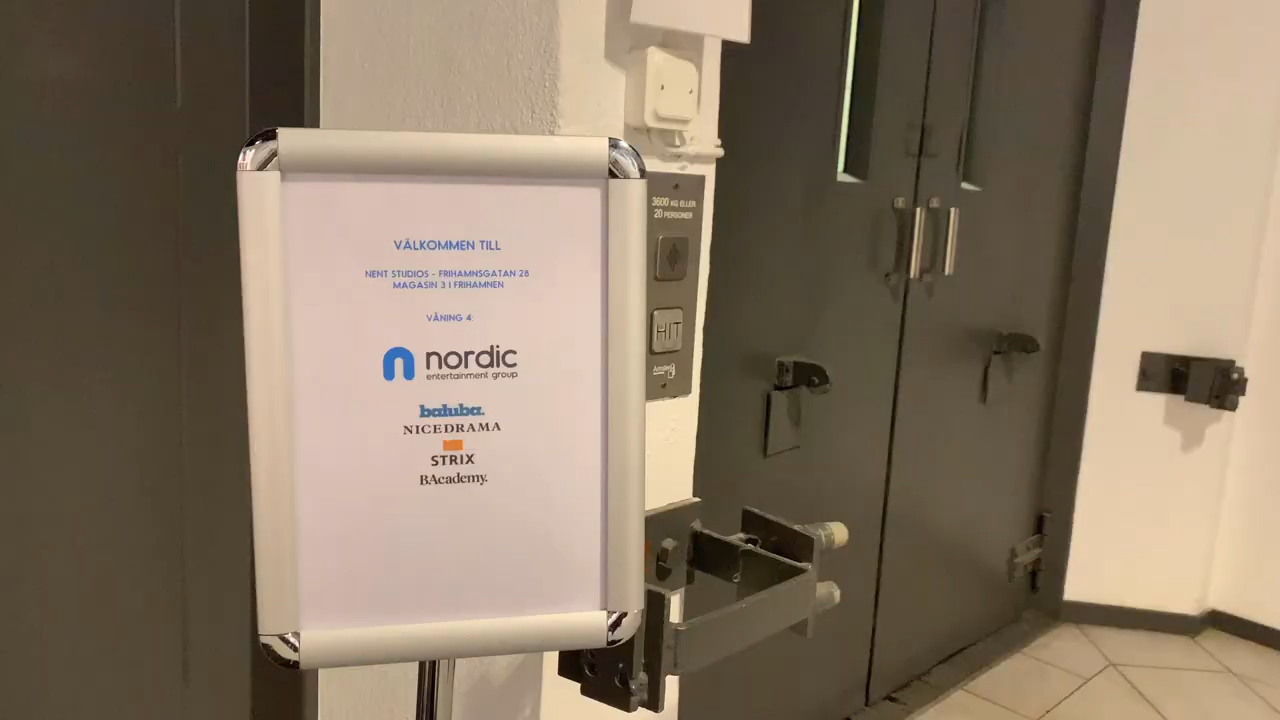 VÄLKOMMEN TILL
NENT STUDIOS - FRIHAMNSGATAN 28
MAGASIN 3 I FRIHAMNEN
VÅNING 4:
nordic
entertainment group
baluba.
NICEDRAMA
STRIX
BAcademy.
3600 KG ELLER
20 PERSONER
HIT